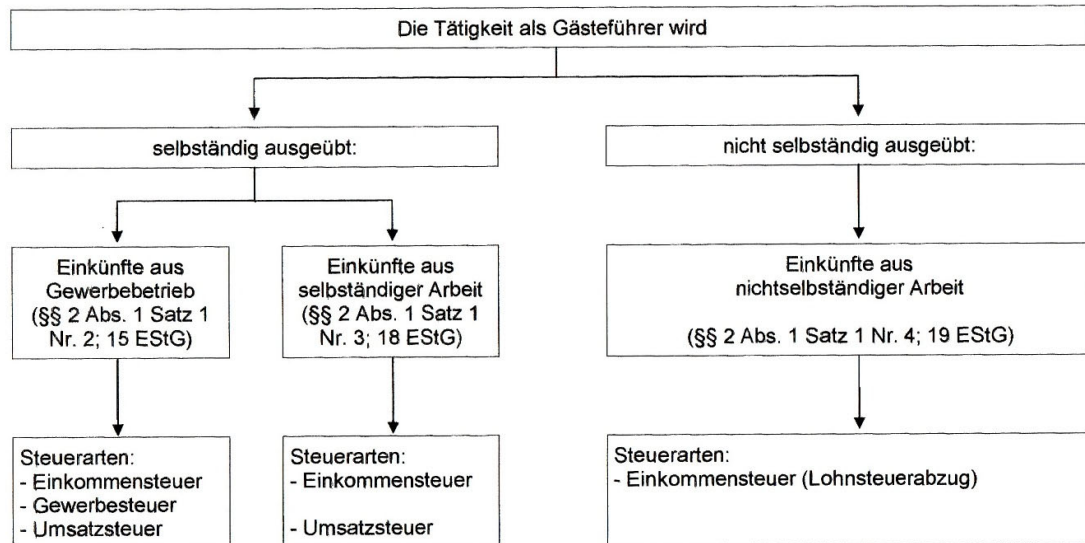 Die Tätigkeit als Gästeführer wird
selbständig ausgeübt:
nicht selbständig ausgeübt:
Einkünfte aus
Gewerbebetrieb
(§§ 2 Abs. 1 Satz 1
Nr. 2; 15 EStG)
Einkünfte aus
selbständiger Arbeit
(§§ 2 Abs. 1 Satz 1
Nr. 3; 18 EStG)
Einkünfte aus
nichtselbständiger Arbeit
(§§ 2 Abs. 1 Satz 1 Nr. 4; 19 EStG)
Steuerarten:
- Einkommensteuer
- Gewerbesteuer
- Umsatzsteuer
Steuerarten:
- Einkommensteuer
- Umsatzsteuer
Steuerarten:
- Einkommensteuer (Lohnsteuerabzug)